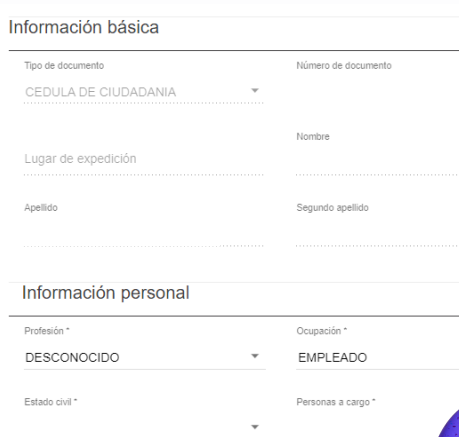 Información básica
Tipo de documento
Número de documento
CEDULA DE CIUDADANIA
Nombre
Lugar de expedición
Apellido
Segundo apellido
Información personal
Profesión *
Ocupación *
DESCONOCIDO
EMPLEADO
Estado civil *
Personas a cargo *